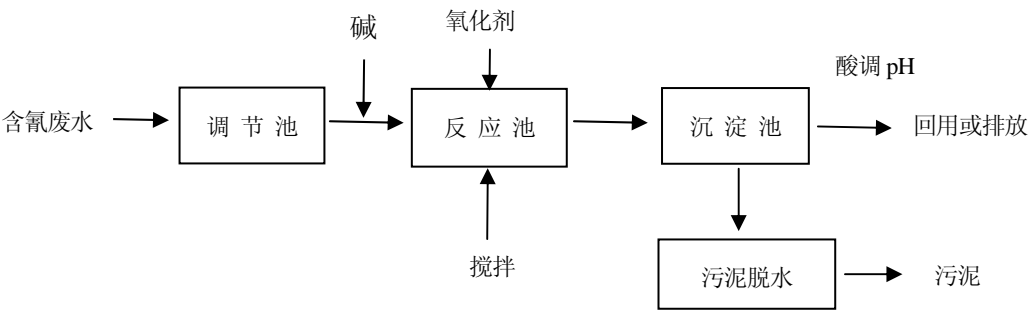 碱
氧化剂
酸调 pH
含氰废水
调 节 池
反 应 池
沉 淀 池
回用或排放
搅拌
污泥脱水
污泥